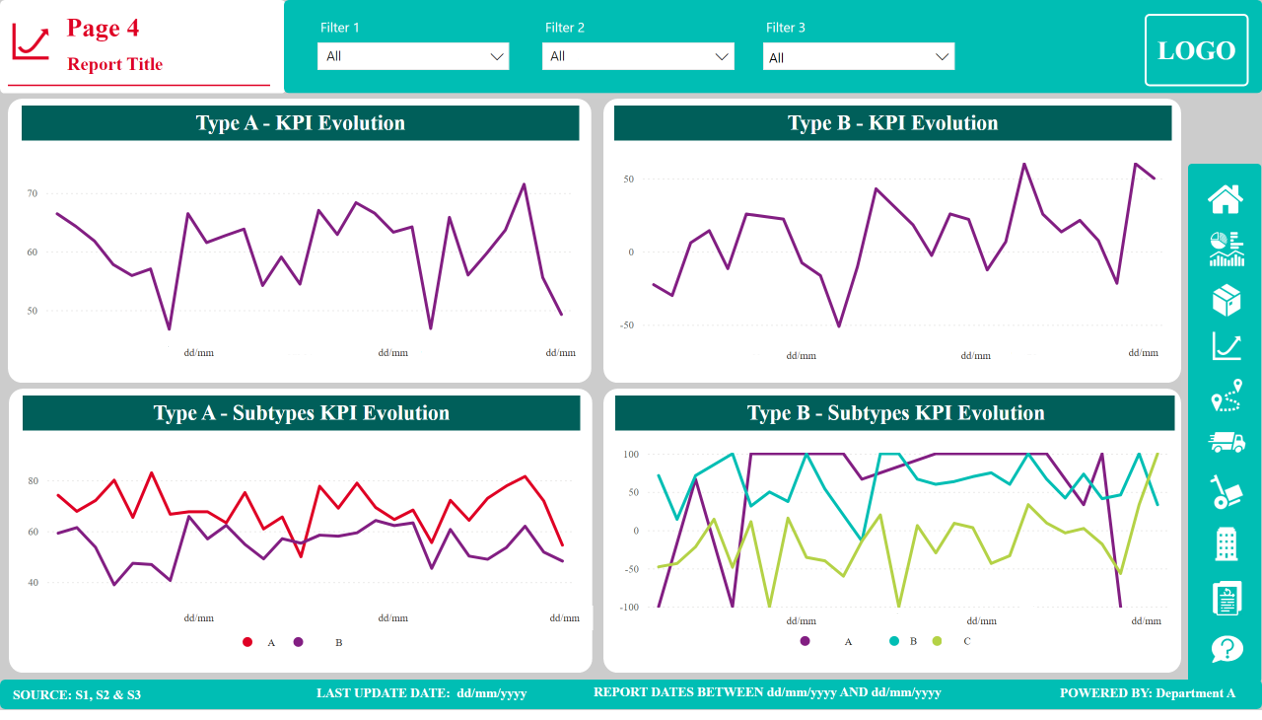 Page 4
Report Title
Filter 1
All
Filter 2
All
Filter 3
All
LOGO
Type A - KPI Evolution
70
60
50
dd/mm dd/mm dd/mm
Type B - KPI Evolution
50
0
-50
dd/mm dd/mm dd/mm
Type A - Subtypes KPI Evolution
80
60
40
dd/mm dd/mm dd/mm
A B
Type B - Subtypes KPI Evolution
100
50
0
-50
-100
dd/mm dd/mm dd/mm
A B C
SOURCE: S1, S2 & S3
LAST UPDATE DATE: dd/mm/yyyy
REPORT DATES BETWEEN dd/mm/yyyy AND dd/mm/yyyy
POWERED BY: Department A